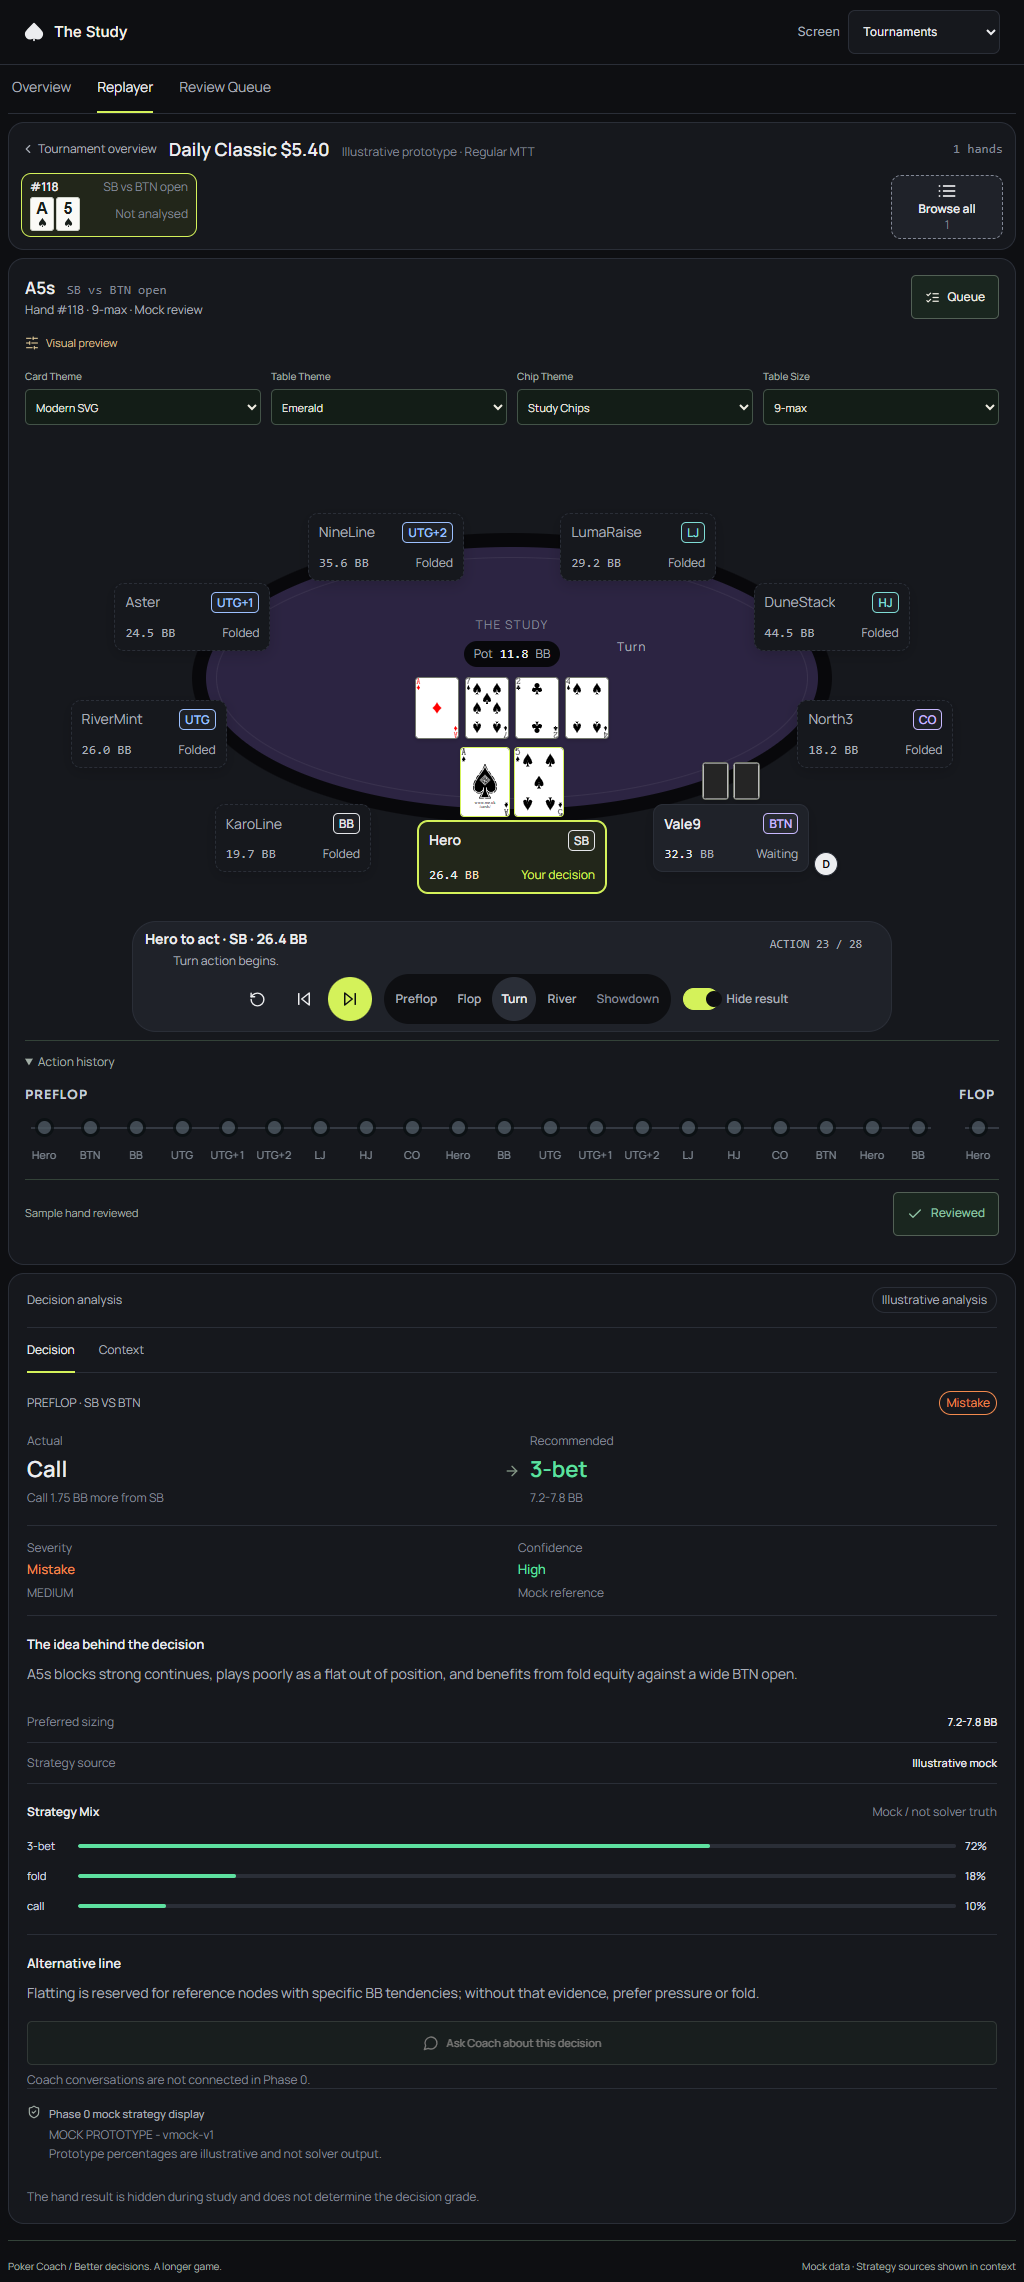 The Study
Screen
Tournaments
Overview
Replayer
Review Queue
Tournament overview
Daily Classic $5.40
Illustrative prototype · Regular MTT
1 hands
#118
SB vs BTN open
A
5
Not analysed
Browse all
1
A5s
SB vs BTN open
Hand #118 · 9-max · Mock review
Queue
Visual preview
Card Theme
Table Theme
Chip Theme
Table Size
Modern SVG
Emerald
Study Chips
9-max
NineLine
UTG+2
35.6 BB
Folded
LumaRaise
LJ
29.2 BB
Folded
Aster
UTG+1
24.5 BB
Folded
DuneStack
HJ
44.5 BB
Folded
THE STUDY
Pot 11.8 BB
Turn
RiverMint
UTG
26.0 BB
Folded
North3
CO
18.2 BB
Folded
KaroLine
BB
19.7 BB
Folded
Hero
SB
26.4 BB
Your decision
Vale9
BTN
32.3 BB
Waiting
D
Hero to act · SB · 26.4 BB
ACTION 23 / 28
Turn action begins.
Preflop
Flop
Turn
River
Showdown
Hide result
Action history
PREFLOP
FLOP
Hero BTN BB UTG UTG+1 UTG+2 LJ HJ CO Hero BB UTG UTG+1 UTG+2 LJ HJ CO BTN Hero BB Hero
Sample hand reviewed
Reviewed
Decision analysis
Illustrative analysis
Decision
Context
PREFLOP · SB VS BTN
Mistake
Actual
Recommended
Call
→ 3-bet
Call 1.75 BB more from SB
7.2-7.8 BB
Severity
Confidence
Mistake
High
MEDIUM
Mock reference
The idea behind the decision
A5s blocks strong continues, plays poorly as a flat out of position, and benefits from fold equity against a wide BTN open.
Preferred sizing
7.2-7.8 BB
Strategy source
Illustrative mock
Strategy Mix
Mock / not solver truth
3-bet
72%
fold
18%
call
10%
Alternative line
Flatting is reserved for reference nodes with specific BB tendencies; without that evidence, prefer pressure or fold.
Ask Coach about this decision
Coach conversations are not connected in Phase 0.
Phase 0 mock strategy display
MOCK PROTOTYPE - vmock-v1
Prototype percentages are illustrative and not solver output.
The hand result is hidden during study and does not determine the decision grade.
Poker Coach / Better decisions. A longer game.
Mock data · Strategy sources shown in context